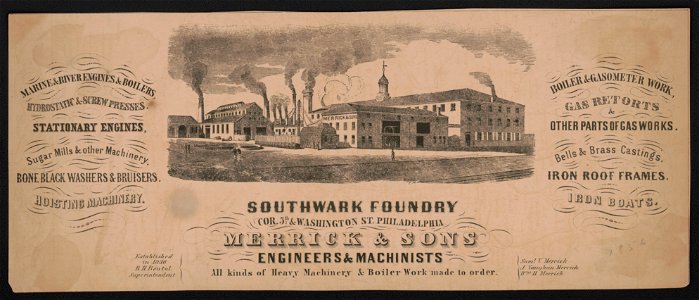 MARINE & RIVER ENGINES & BOILERS,
HYDROSTATIC & SCREW PRESSES.
STATIONARY ENGINES,
Sugar Mills & other Machinery.
BONE BLACK WASHERS & BRUISERS.
HOISTING MACHINERY.
MERRICK & SONS
BOILER & GASOMETER WORK,
GAS RETORTS
&
OTHER PARTS OF GAS WORKS.
Bells & Brass Castings,
IRON ROOF FRAMES.
IRON BOATS.
SOUTHWARK FOUNDRY
COR. 5th & WASHINGTON ST. PHILADELPHIA
MERRICK & SONS
ENGINEERS & MACHINISTS
All kinds of Heavy Machinery & Boiler Work made to order.
Established
in 1836
B. H. Bartol.
Superintendent
Saml. V. Merrick
J. Vaughan Merrick
Wm. H. Merrick